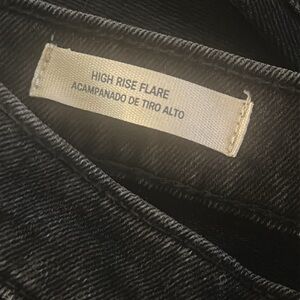 HIGH RISE FLARE
ACAMPANADO DE TIRO ALTO